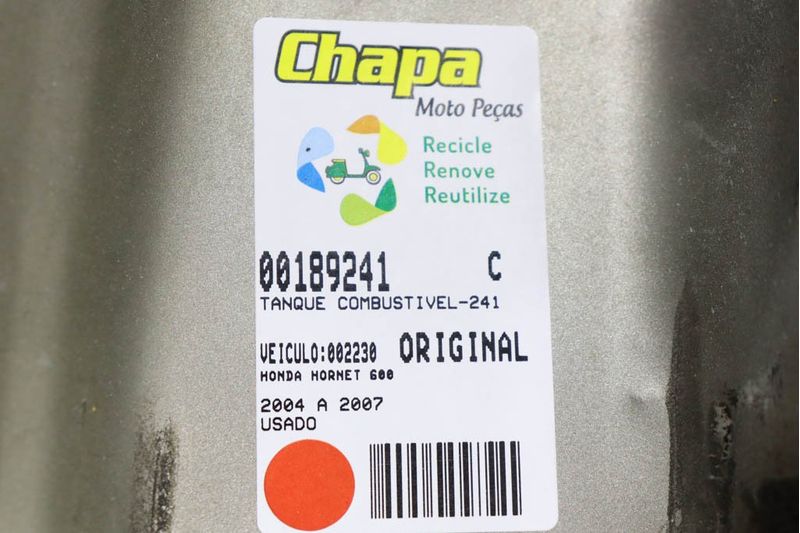 Chapa
Moto Peças
Recicle
Renove
Reutilize
00189241 C
TANQUE COMBUSTIVEL-241
VEICULO:002230 ORIGINAL
HONDA HORNET 600
2004 A 2007
USADO